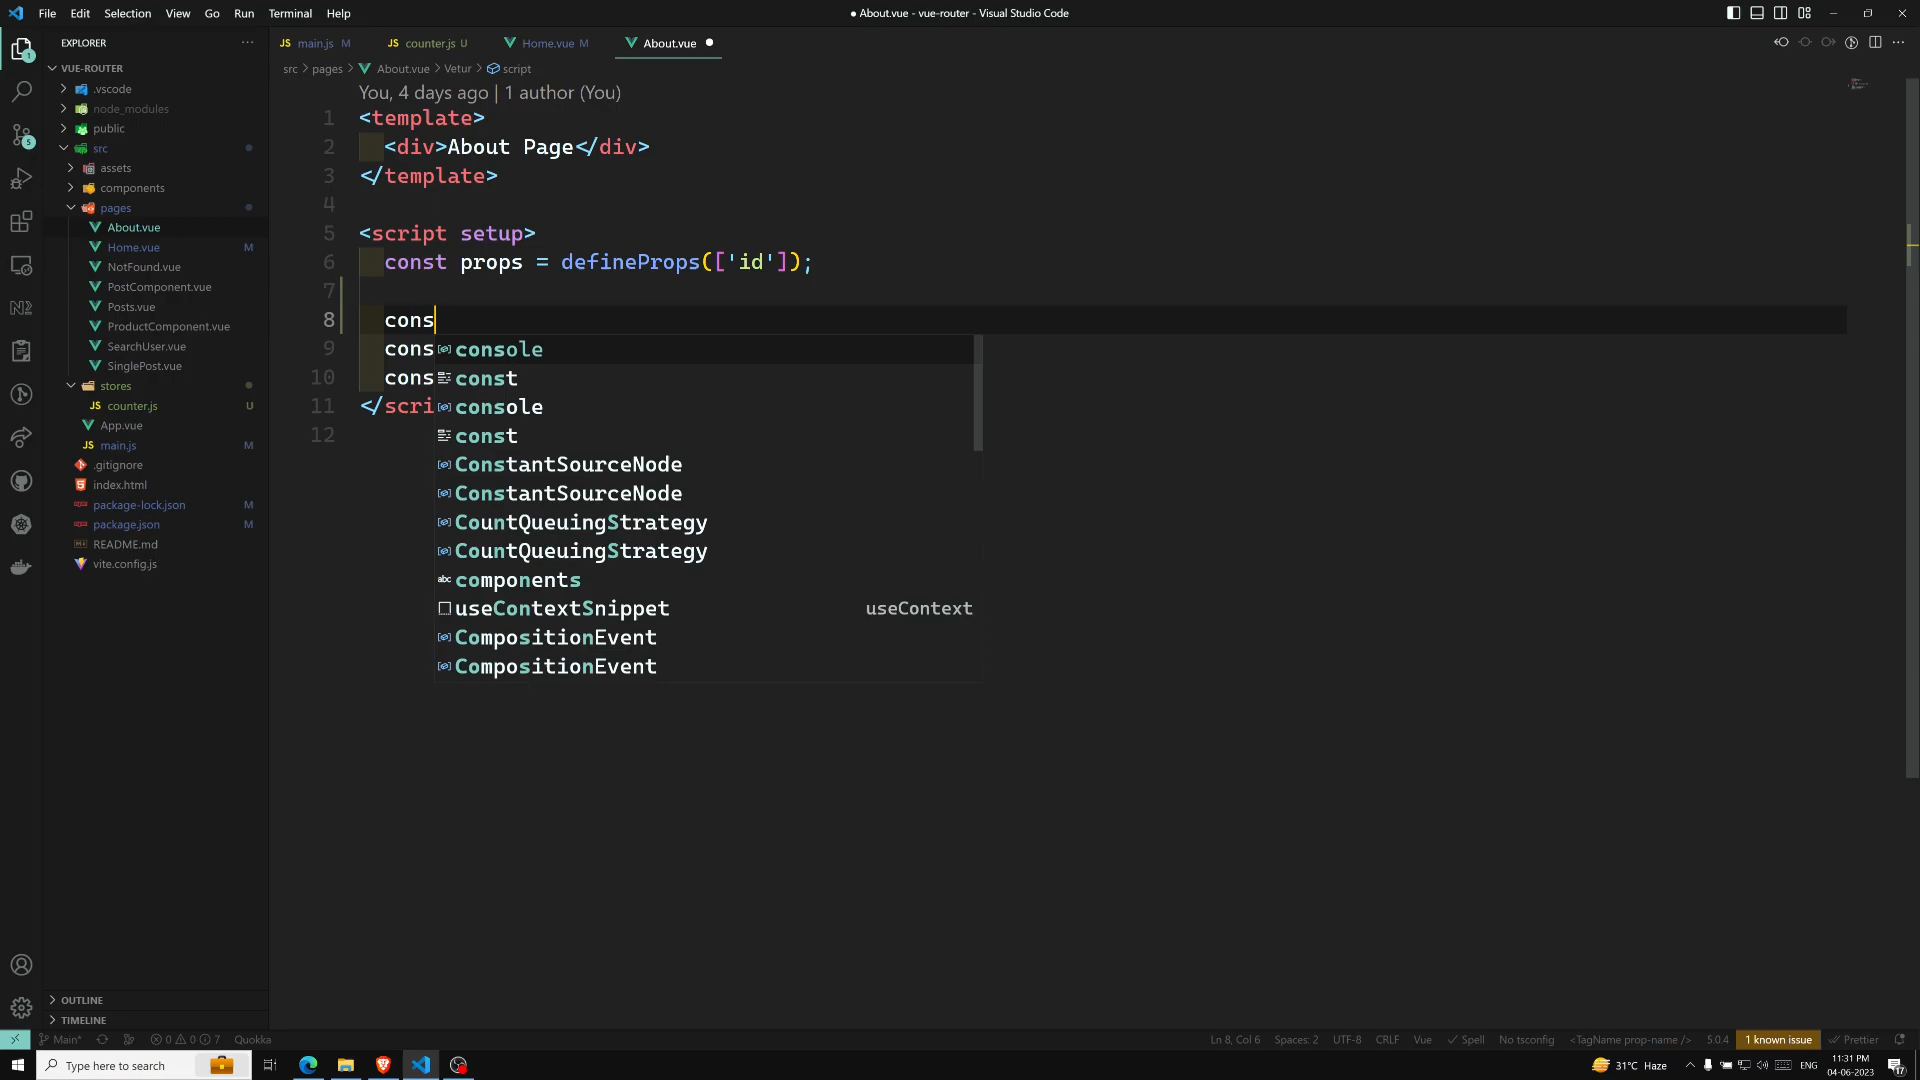 File Edit Selection View Go Run Terminal Help
● About.vue - vue-router - Visual Studio Code
EXPLORER
VUE-ROUTER
.vscode
node_modules
public
src
assets
components
pages
About.vue
Home.vue M
NotFound.vue
PostComponent.vue
Posts.vue
ProductComponent.vue
SearchUser.vue
SinglePost.vue
stores
counter.js U
App.vue
main.js M
.gitignore
index.html
package-lock.json M
package.json M
README.md
vite.config.js
OUTLINE
TIMELINE
JS main.js M
JS counter.js U
Home.vue M
About.vue ●
src > pages > About.vue > Vetur > script
You, 4 days ago | 1 author (You)
1 <template>
2 <div>About Page</div>
3 </template>
4
5 <script setup>
6 const props = defineProps(['id']);
7
8 cons
9 cons
10 cons
11 </scri
12
console
const
console
const
ConstantSourceNode
ConstantSourceNode
CountQueuingStrategy
CountQueuingStrategy
abc components
useContextSnippet useContext
CompositionEvent
CompositionEvent
Main* 0 0 7 Quokka
Ln 8, Col 6 Spaces: 2 UTF-8 CRLF Vue Spell No tsconfig <TagName prop-name /> 5.0.4 1 known issue Prettier
Type here to search
31°C Haze ENG 11:31 PM
04-06-2023
17